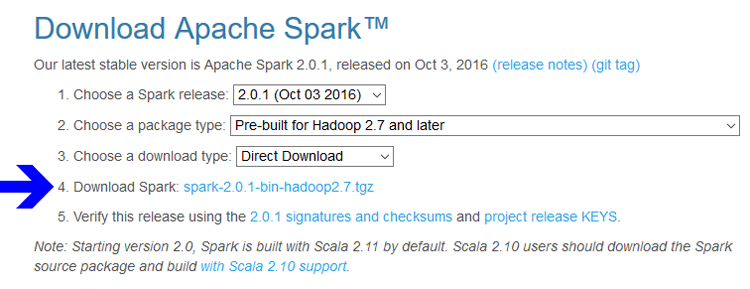 Download Apache Spark™
Our latest stable version is Apache Spark 2.0.1, released on Oct 3, 2016 (release notes) (git tag)
1. Choose a Spark release: 2.0.1 (Oct 03 2016)
2. Choose a package type: Pre-built for Hadoop 2.7 and later
3. Choose a download type: Direct Download
4. Download Spark: spark-2.0.1-bin-hadoop2.7.tgz
5. Verify this release using the 2.0.1 signatures and checksums and project release KEYS.
Note: Starting version 2.0, Spark is built with Scala 2.11 by default. Scala 2.10 users should download the Spark
source package and build with Scala 2.10 support.